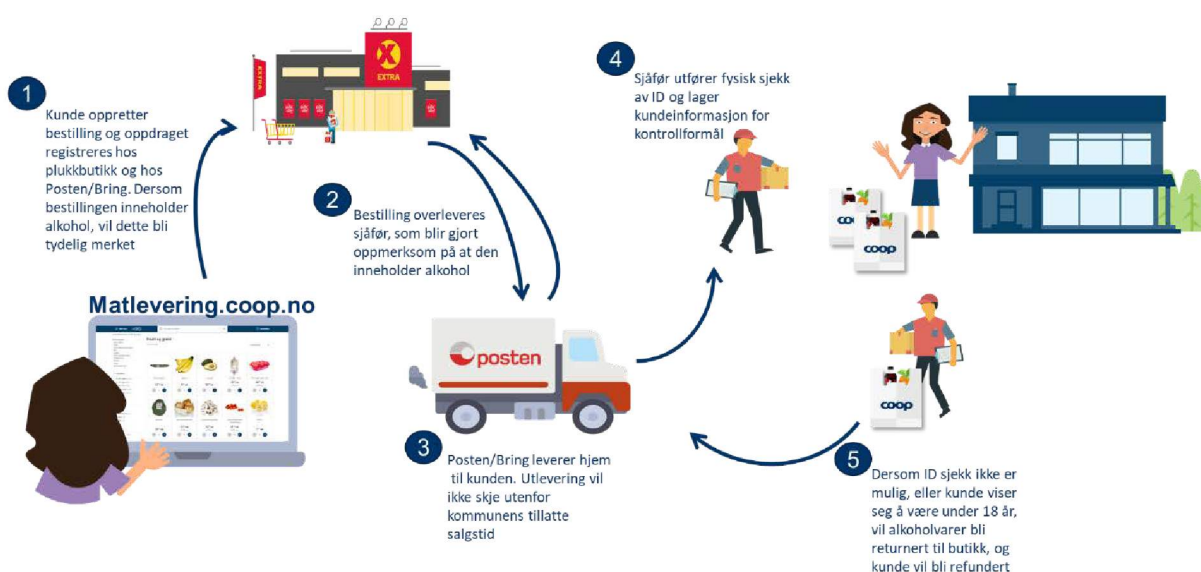 1
Kunde oppretter
bestilling og oppdraget
registreres hos
plukkbutikk og hos
Posten/Bring. Dersom
bestillingen inneholder
alkohol, vil dette bli
tydelig merket
X
EXTRA
EXTRA
2
Bestilling overleveres
sjåfør, som blir gjort
oppmerksom på at den
inneholder alkohol
Matlevering.coop.no
posten
3
Posten/Bring leverer hjem
til kunden. Utlevering vil
ikke skje utenfor
kommunens tillatte
salgstid
4
Sjåfør utfører fysisk sjekk
av ID og lager
kundeinformasjon for
kontrollformål
coop
coop
coop
5
Dersom ID sjekk ikke er
mulig, eller kunde viser
seg å være under 18 år,
vil alkoholvarer bli
returnert til butikk, og
kunde vil bli refundert